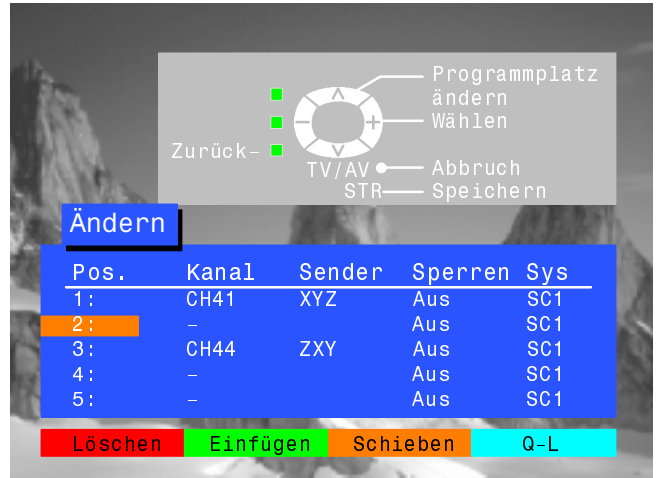 Programmplatz
ändern
Wählen
Zurück–
TV/AV Abbruch
STR Speichern
Ändern
Pos. Kanal Sender Sperren Sys
1: CH41 XYZ Aus SC1
2: – Aus SC1
3: CH44 ZXY Aus SC1
4: – Aus SC1
5: – Aus SC1
Löschen Einfügen Schieben Q–L